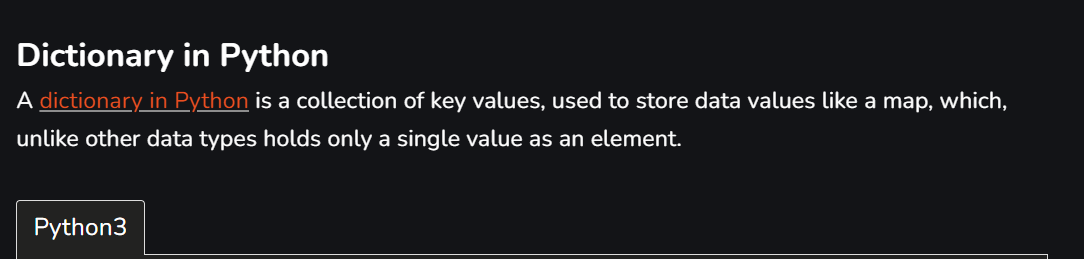 Dictionary in Python
A dictionary in Python is a collection of key values, used to store data values like a map, which,
unlike other data types holds only a single value as an element.
Python3